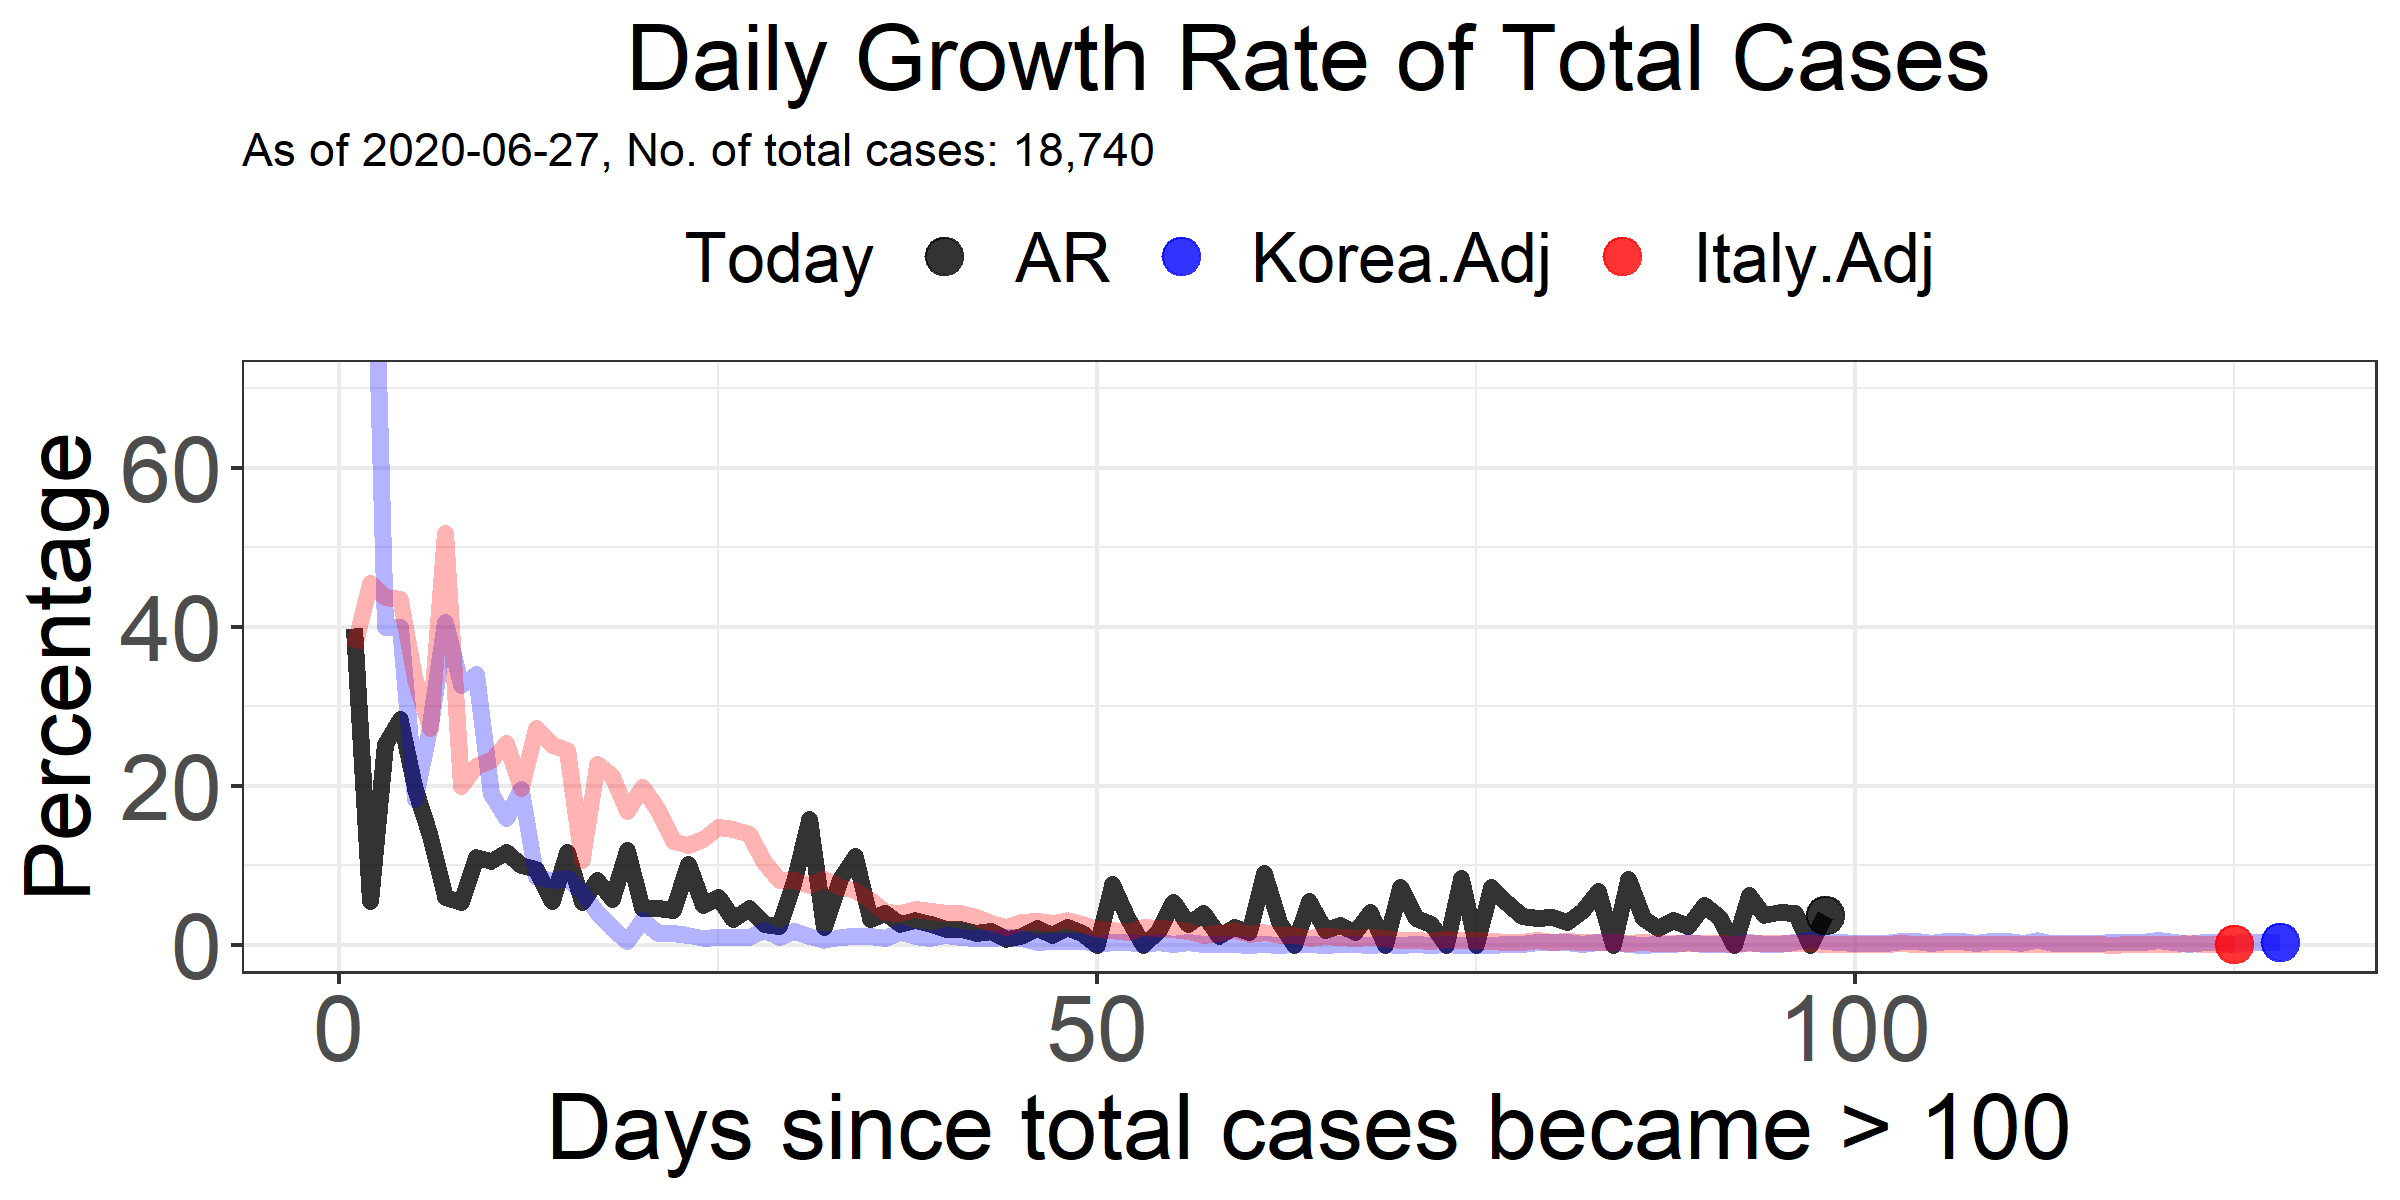 Daily Growth Rate of Total Cases
As of 2020-06-27, No. of total cases: 18,740
Today AR Korea.Adj Italy.Adj
Percentage
60
40
20
0
0 50 100
Days since total cases became > 100